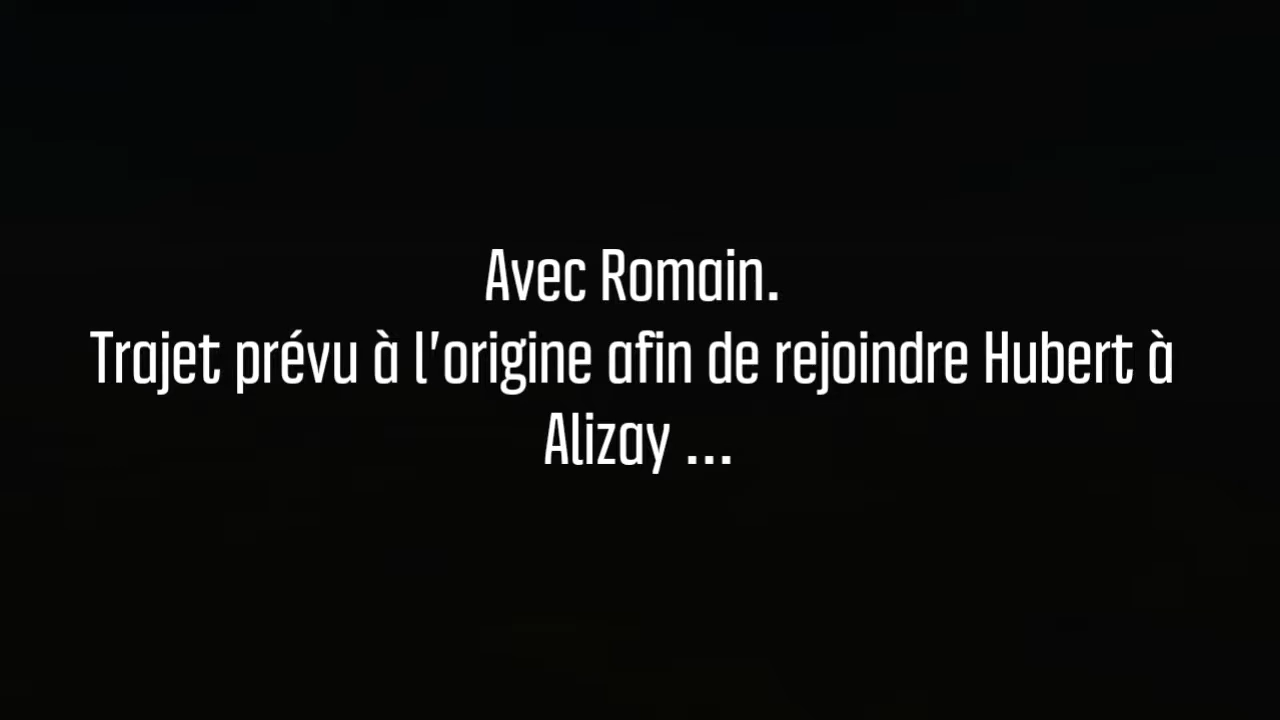 Avec Romain.
Trajet prévu à l'origine afin de rejoindre Hubert à
Alizay ...